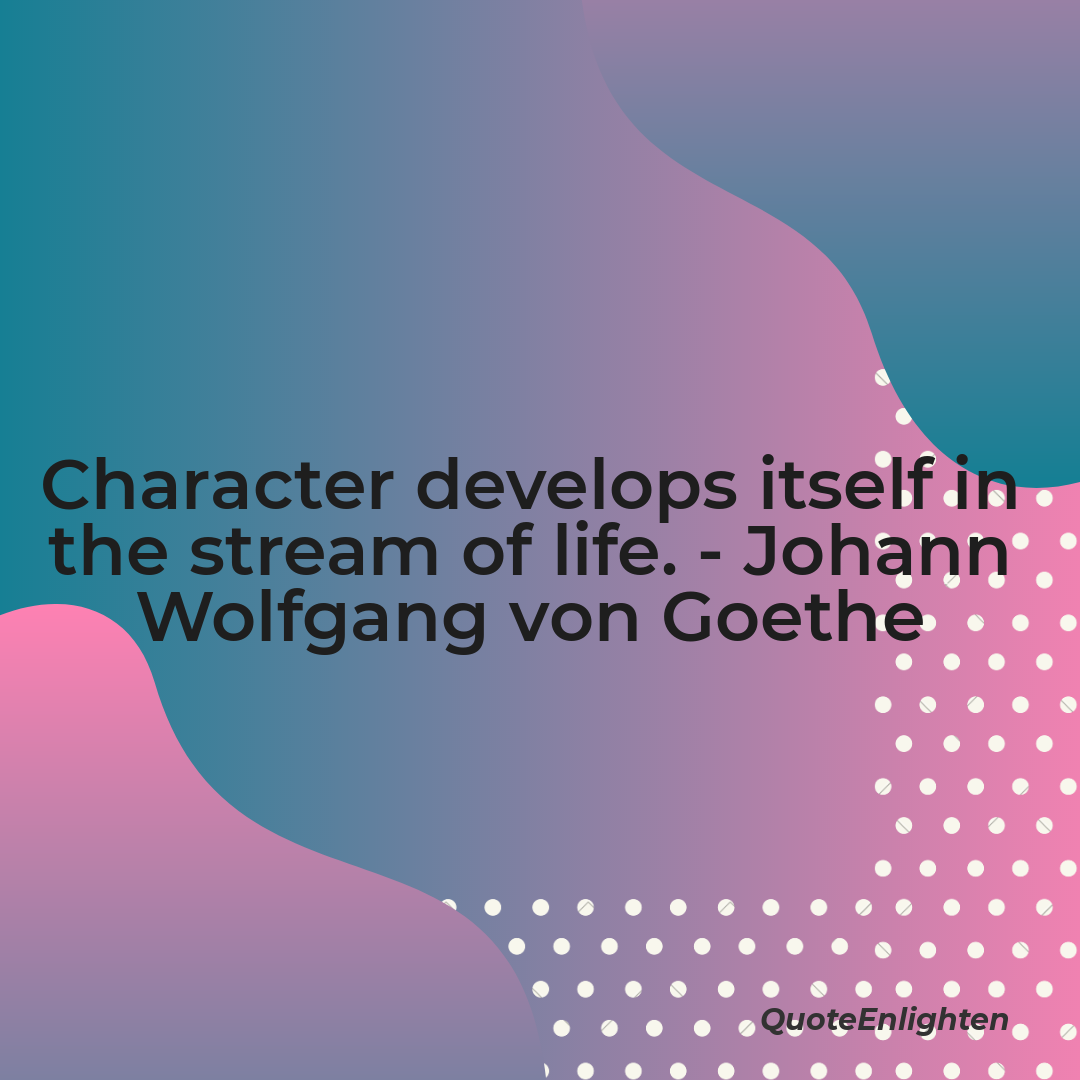 Character develops itself in
the stream of life. - Johann
Wolfgang von Goethe
QuoteEnlighten